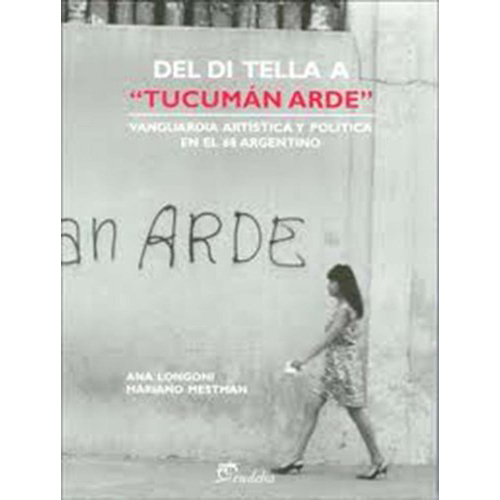 DEL DI TELLA A
“TUCUMÁN ARDE”
VANGUARDIA ARTÍSTICA Y POLÍTICA
EN EL 68 ARGENTINO
an ARDE
ANA LONGONI
MARIANO MESTMAN
Eudeba